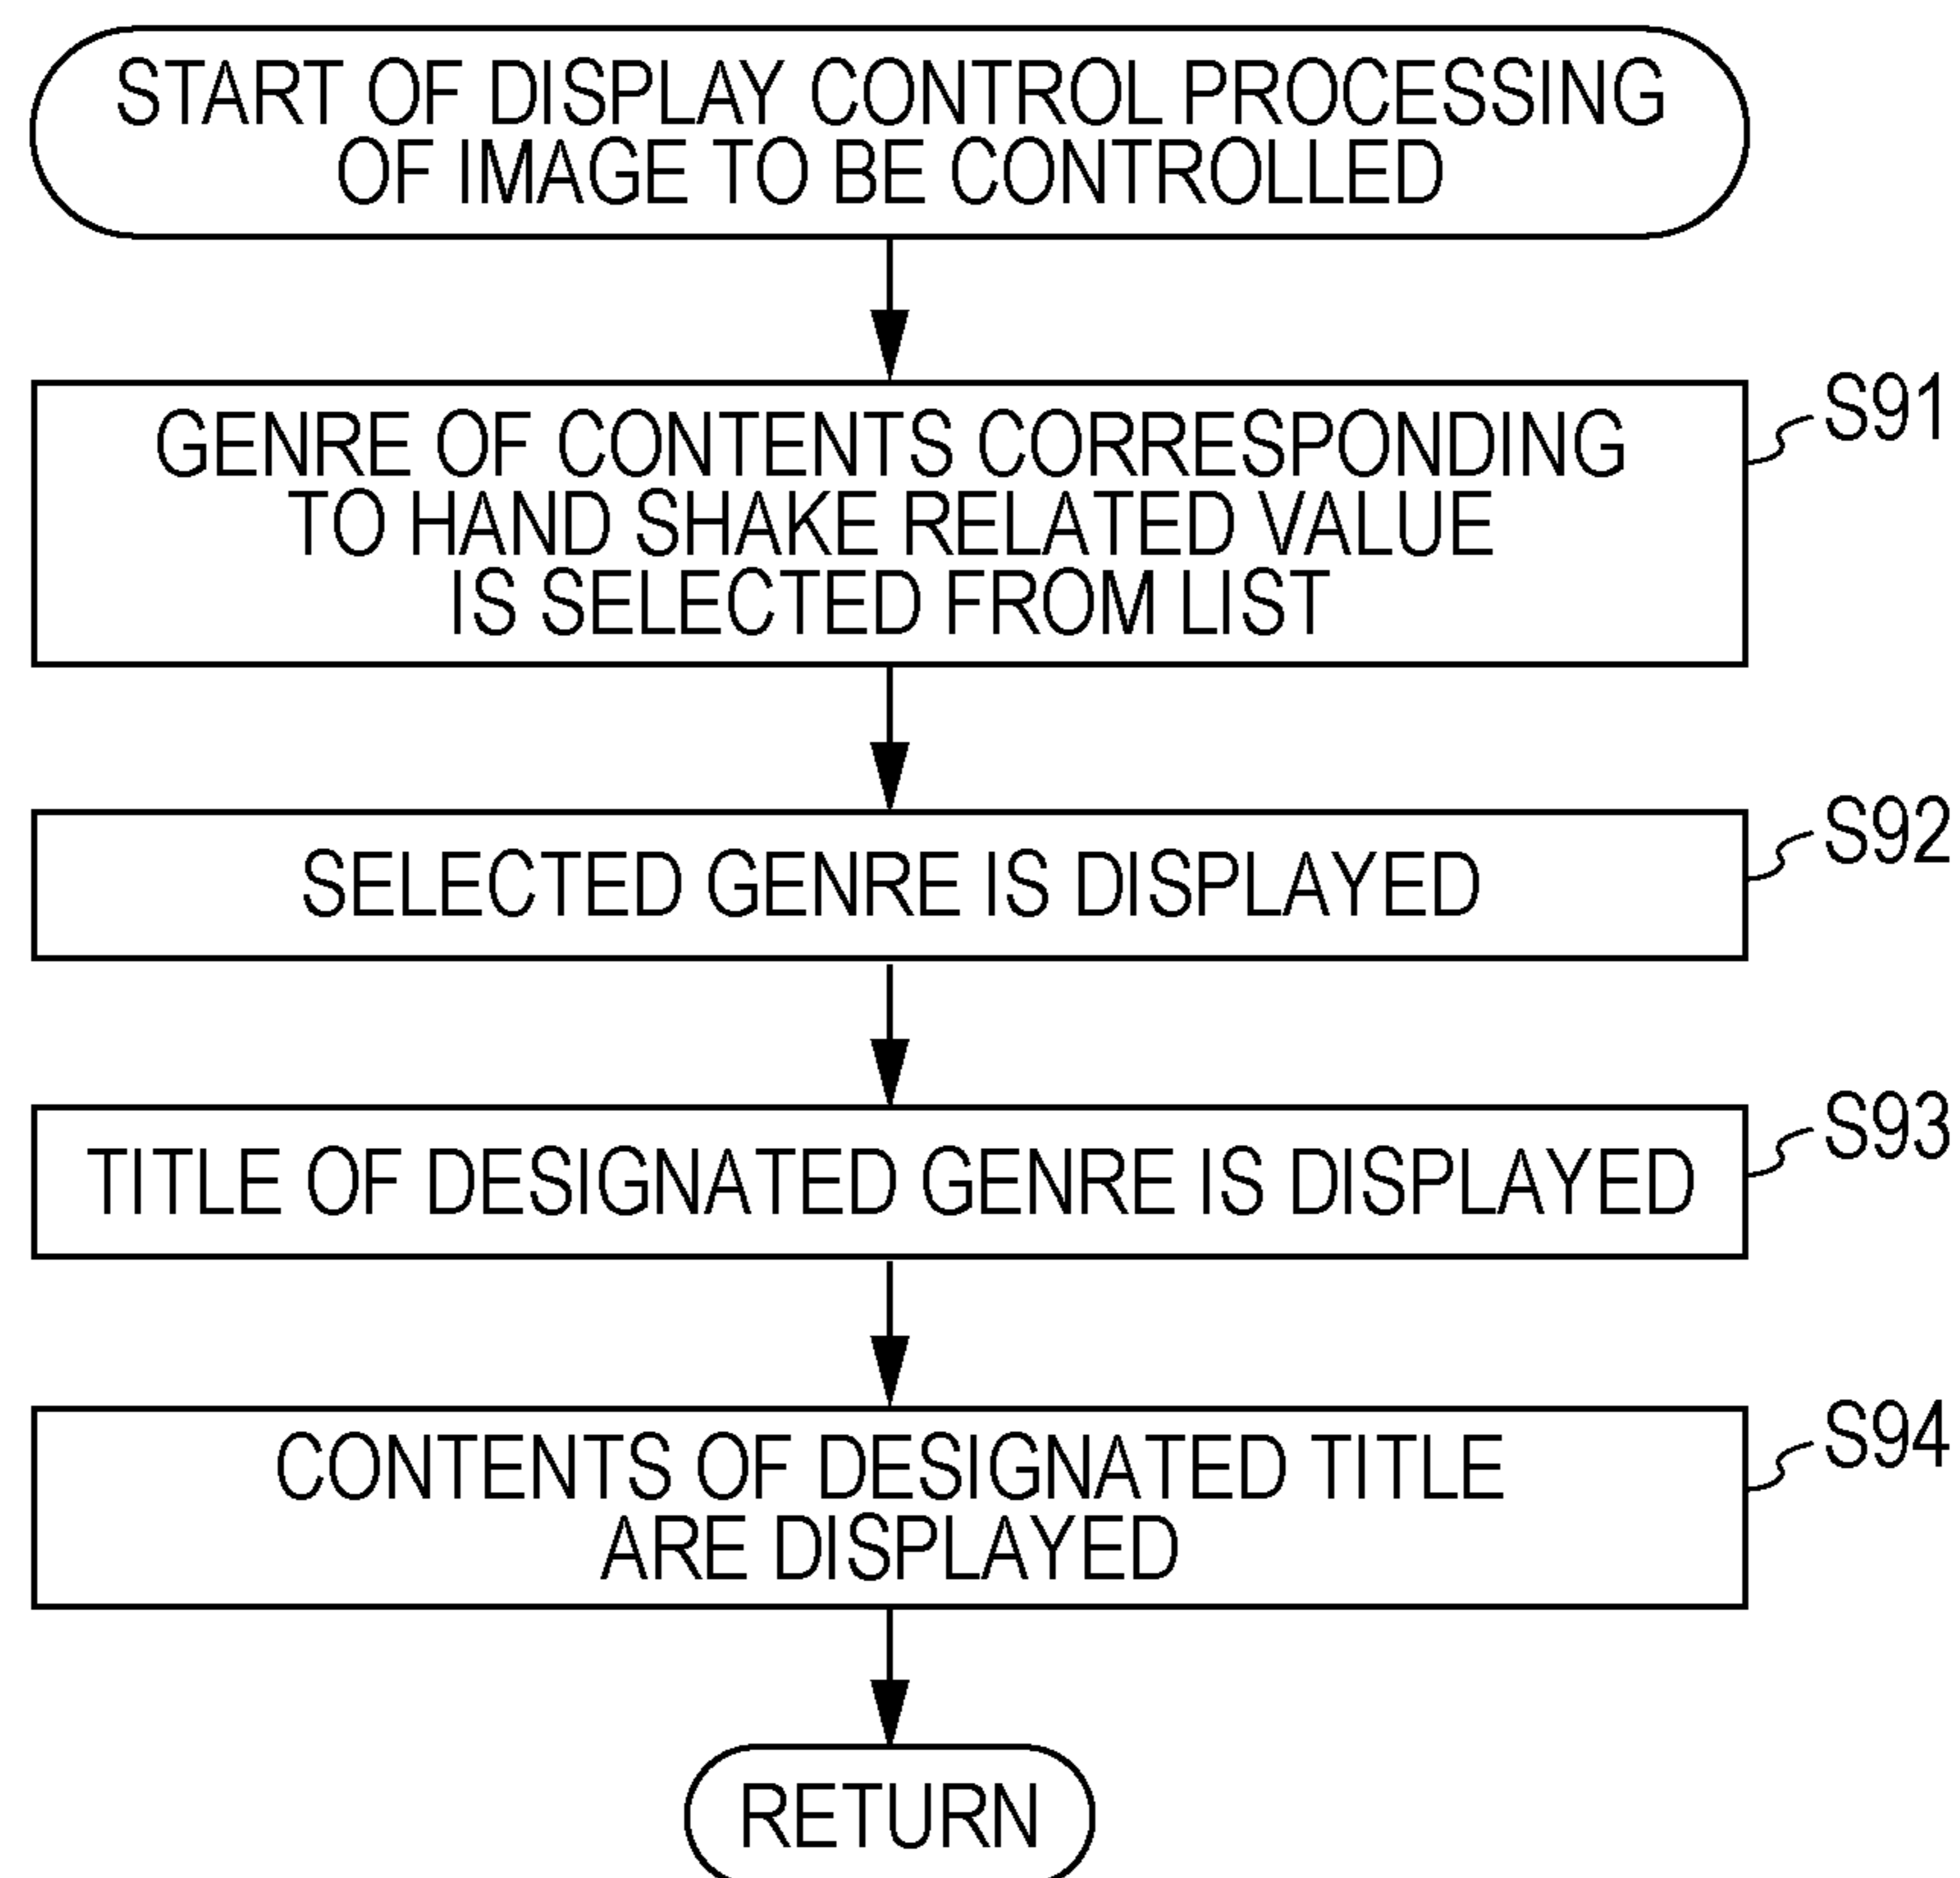 START OF DISPLAY CONTROL PROCESSING
OF IMAGE TO BE CONTROLLED
GENRE OF CONTENTS CORRESPONDING
TO HAND SHAKE RELATED VALUE
IS SELECTED FROM LIST
S91
SELECTED GENRE IS DISPLAYED
S92
TITLE OF DESIGNATED GENRE IS DISPLAYED
S93
CONTENTS OF DESIGNATED TITLE
ARE DISPLAYED
S94
RETURN